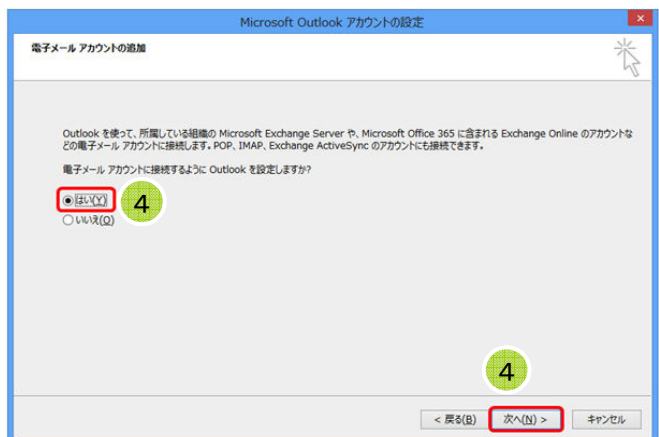 Microsoft Outlook アカウントの設定
電子メール アカウントの追加
Outlook を使って、所属している組織の Microsoft Exchange Server や、Microsoft Office 365 に含まれる Exchange Online のアカウントな
どの電子メール アカウントに接続します。POP、IMAP、Exchange ActiveSync のアカウントにも接続できます。
電子メール アカウントに接続するように Outlook を設定しますか?
はい(Y)
4
いいえ(O)
4
< 戻る(B)
次へ(N) >
キャンセル